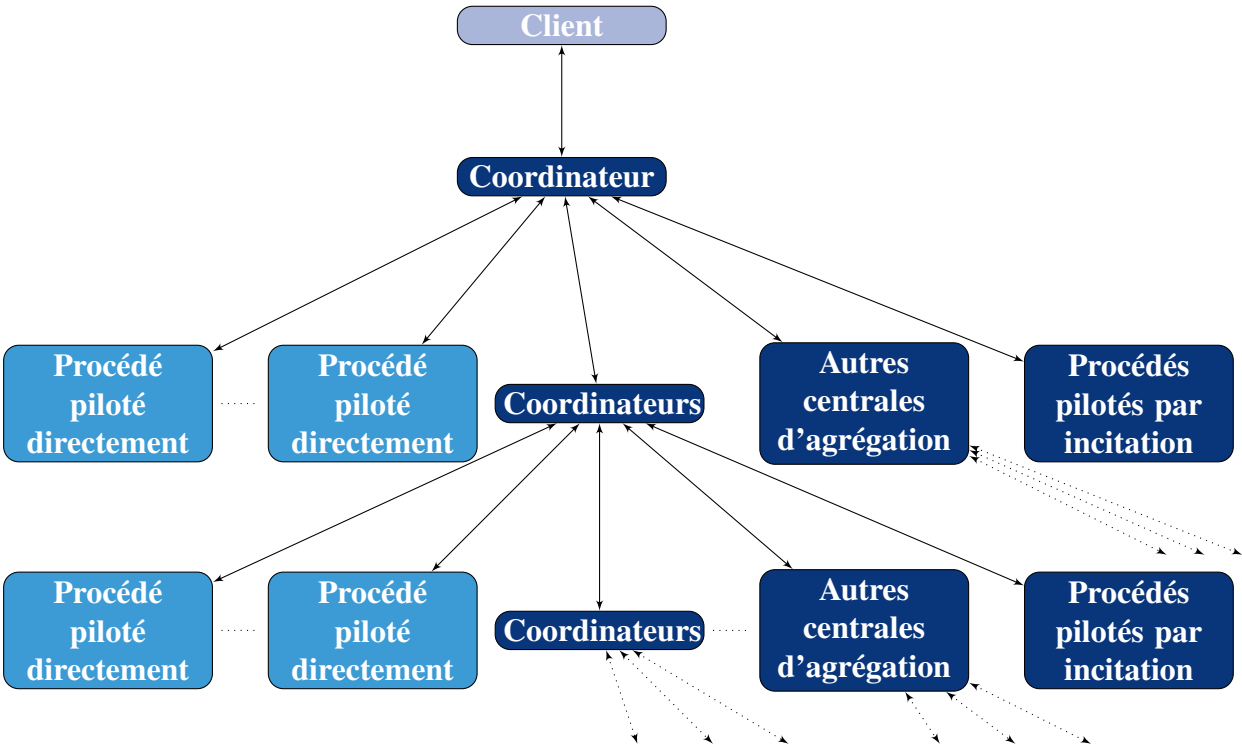 Client
Coordinateur
Procédé
piloté
directement
Procédé
piloté
directement
Coordinateurs
Autres
centrales
d'agrégation
Procédés
pilotés par
incitation
Procédé
piloté
directement
Procédé
piloté
directement
Coordinateurs
Autres
centrales
d'agrégation
Procédés
pilotés par
incitation